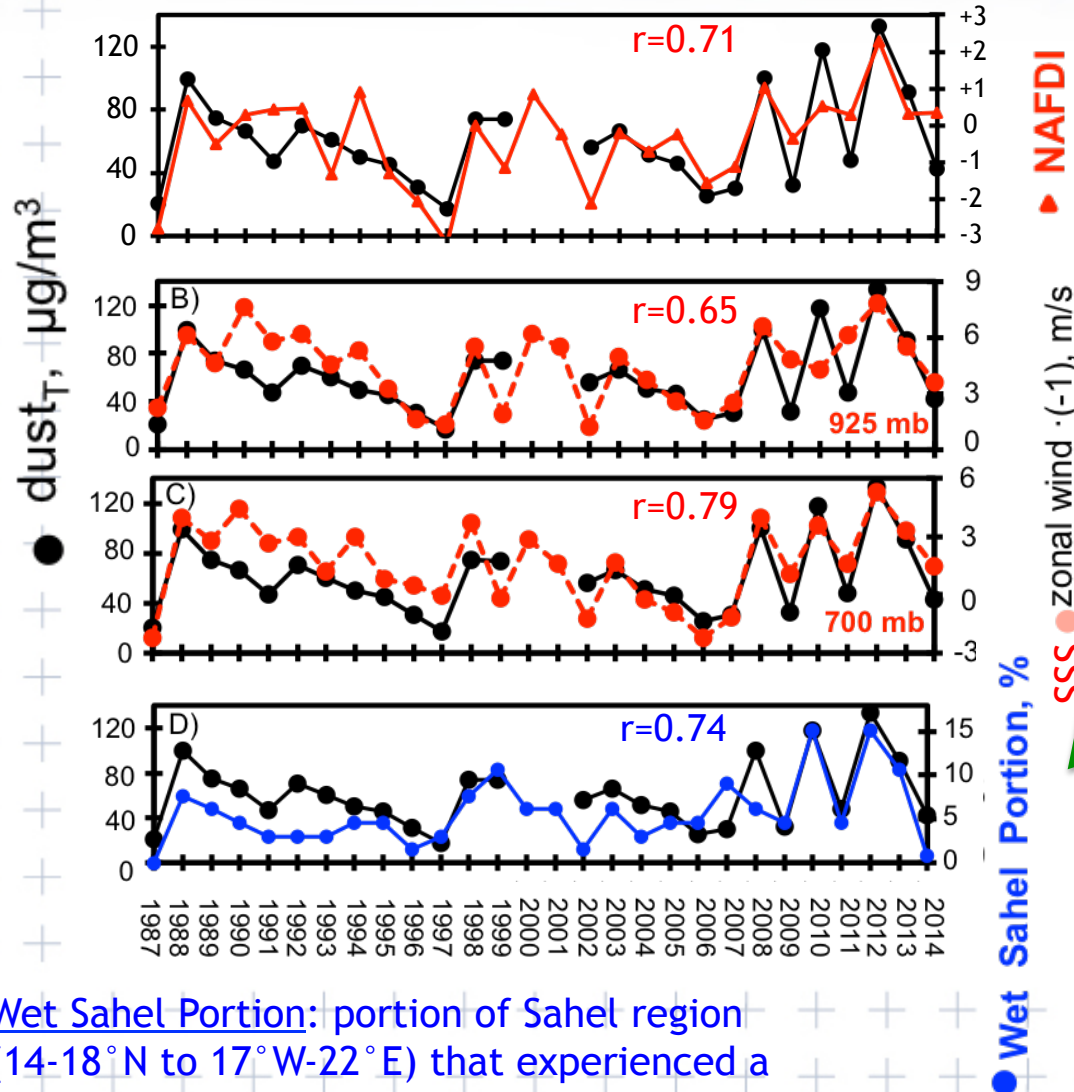 dust_T, µg/m³
120
80
40
0
r=0.71
+3
+2
+1
0
-1
-2
-3
NAFDI
B)
120
80
40
0
r=0.65
925 mb
9
6
3
0
zonal wind ·(-1), m/s
C)
120
80
40
0
r=0.79
700 mb
6
3
0
-3
D)
120
80
40
0
r=0.74
15
10
5
0
Wet Sahel Portion, %
1987 1988 1989 1990 1991 1992 1993 1994 1995 1996 1997 1998 1999 2000 2001 2002 2003 2004 2005 2006 2007 2008 2009 2010 2011 2012 2013 2014
Wet Sahel Portion: portion of Sahel region
(14-18°N to 17°W-22°E) that experienced a